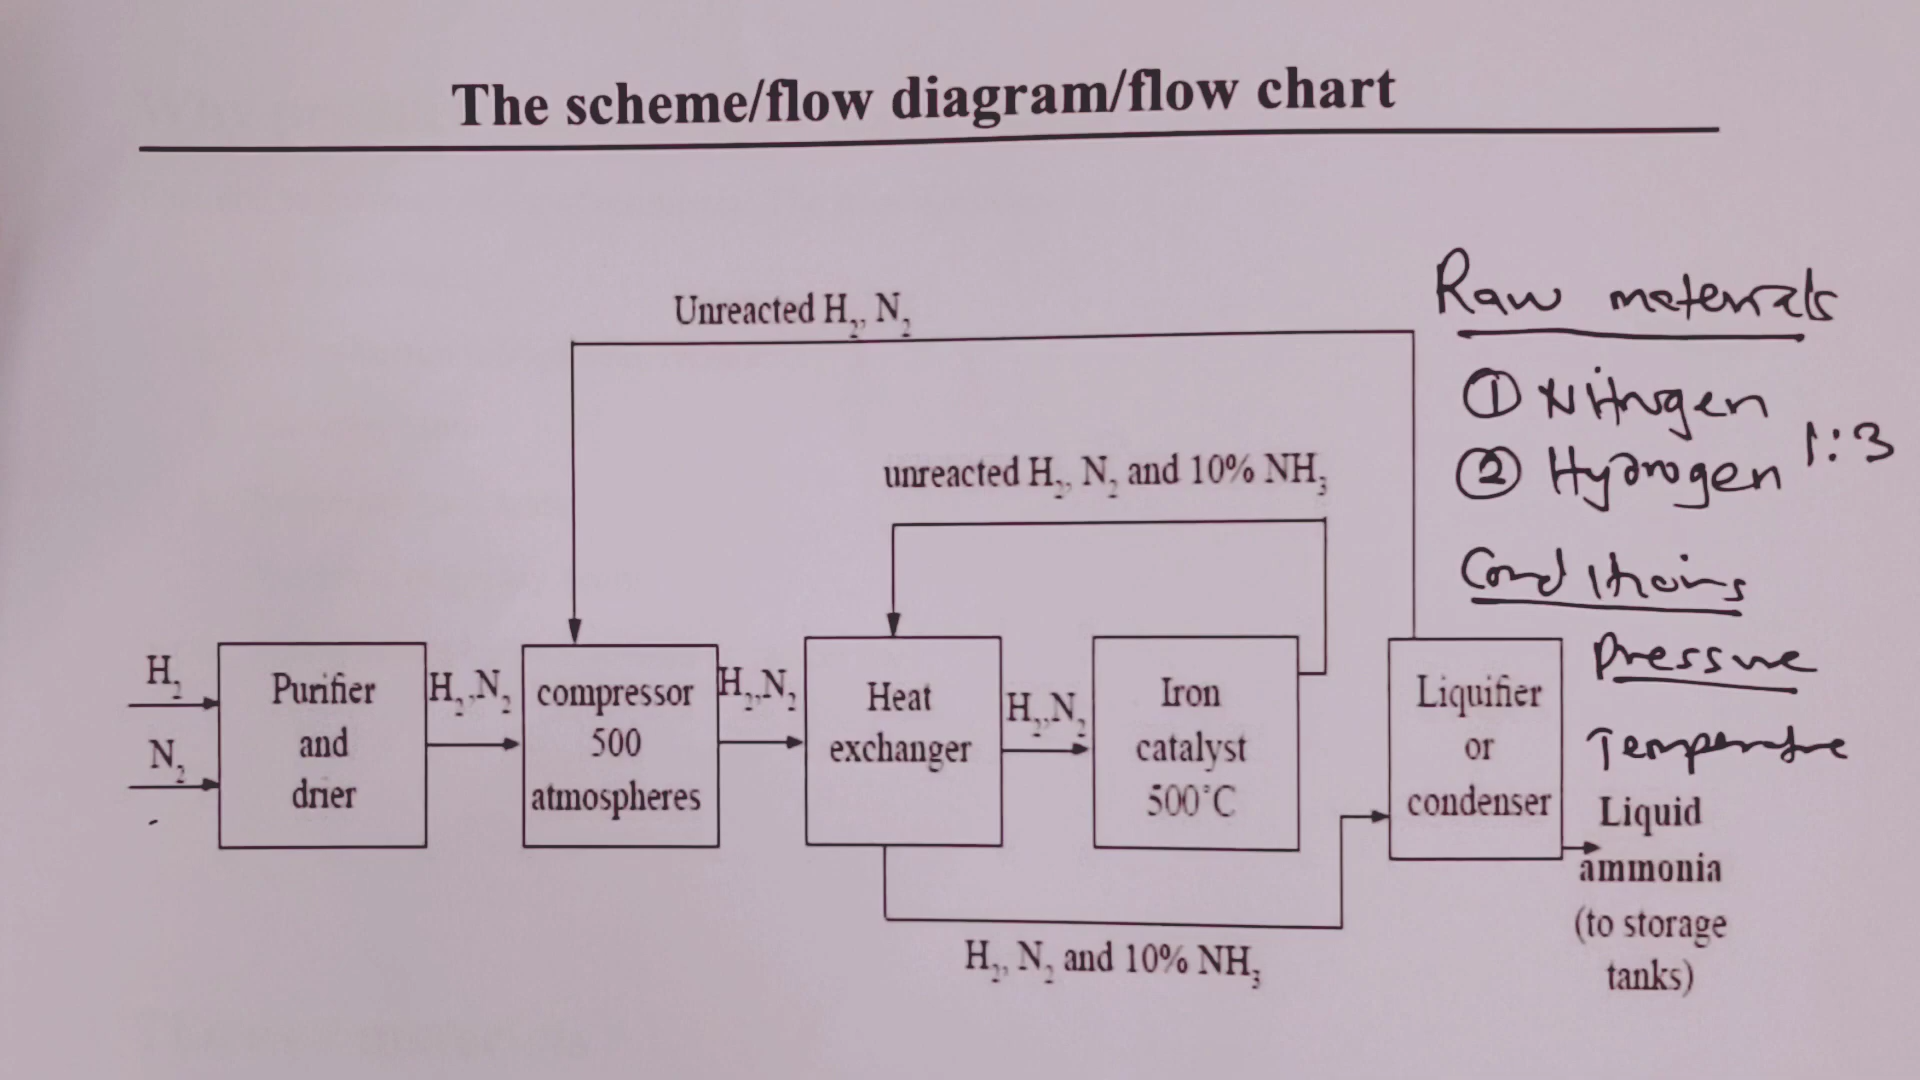 The scheme/flow diagram/flow chart
Unreacted H₂, N₂
unreacted H₂, N₂ and 10% NH₃
H₂
N₂
Purifier
and
drier
H₂,N₂
compressor
500
atmospheres
H₂,N₂
Heat
exchanger
H₂,N₂
Iron
catalyst
500°C
Liquifier
or
condenser
H₂, N₂ and 10% NH₃
Liquid
ammonia
(to storage
tanks)
Raw materials
① Nitrogen
② Hydrogen
1:3
Conditions
Pressure
Temperature